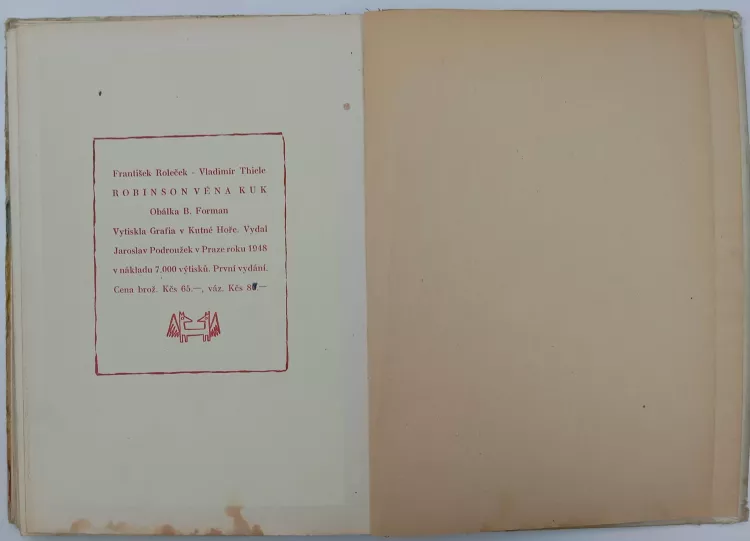 František Roleček - Vladimír Thiele
ROBINSON VÉNA KUK
Obálka B. Forman
Vytiskla Grafia v Kutné Hoře. Vydal
Jaroslav Podroužek v Praze roku 1948
v nákladu 7.000 výtisků. První vydání.
Cena brož. Kčs 65.—, váz. Kčs